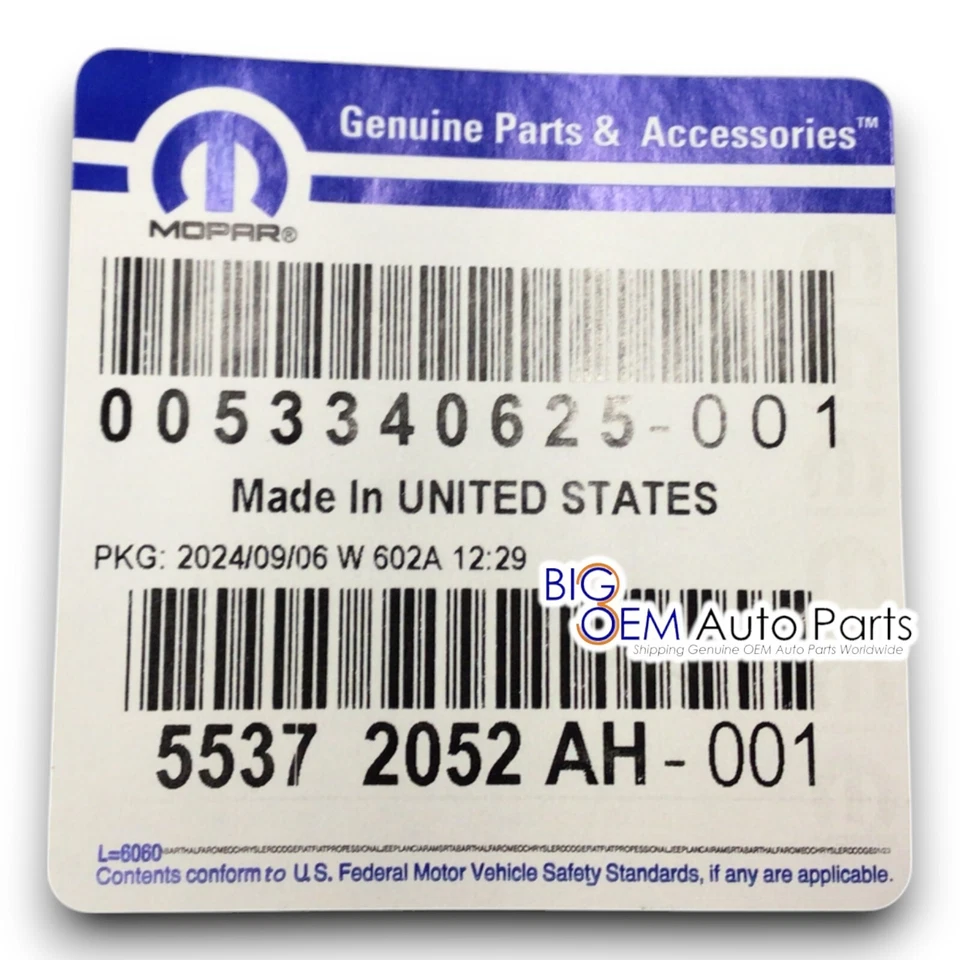 Genuine Parts & Accessories™
MOPAR®
0053340625-001
Made In UNITED STATES
PKG: 2024/09/06 W 602A 12:29
BIG 3 OEM Auto Parts
Shipping Genuine OEM Auto Parts Worldwide
5537 2052 AH-001
L=6060
Contents conform to U.S. Federal Motor Vehicle Safety Standards, if any are applicable.